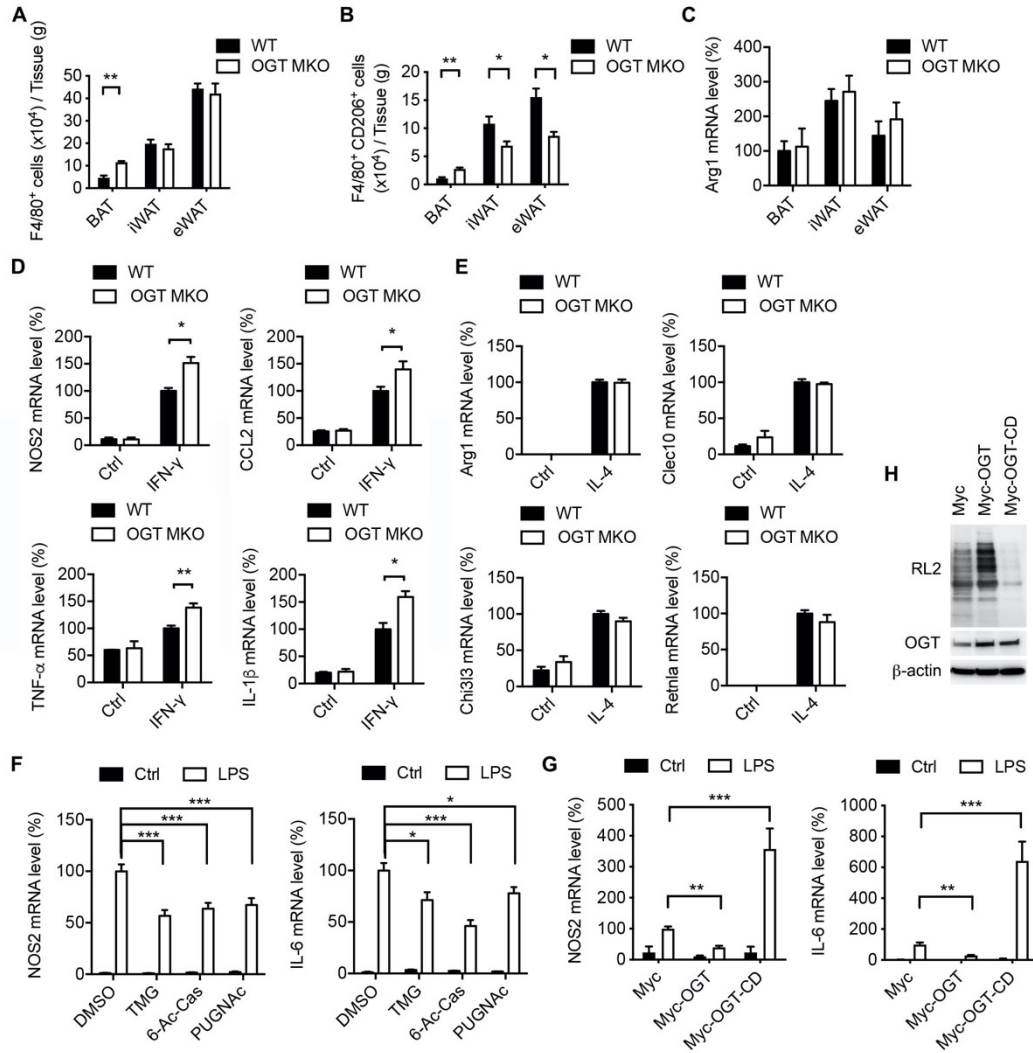 A
WT
OGT MKO
F4/80+ cells (x10⁴) / Tissue (g)
50
40
30
20
10
0
**
BAT
iWAT
eWAT
B
WT
OGT MKO
F4/80+ CD206+ cells
(x10⁴) / Tissue (g)
20
15
10
5
0
**
*
*
BAT
iWAT
eWAT
C
WT
OGT MKO
Arg1 mRNA level (%)
400
300
200
100
0
BAT
iWAT
eWAT
D
WT
OGT MKO
NOS2 mRNA level (%)
200
150
100
50
0
*
Ctrl
IFN-γ
WT
OGT MKO
CCL2 mRNA level (%)
200
150
100
50
0
*
Ctrl
IFN-γ
WT
OGT MKO
TNF-α mRNA level (%)
200
150
100
50
0
**
Ctrl
IFN-γ
WT
OGT MKO
IL-1β mRNA level (%)
200
150
100
50
0
*
Ctrl
IFN-γ
E
WT
OGT MKO
Arg1 mRNA level (%)
150
100
50
0
Ctrl
IL-4
WT
OGT MKO
Clec10 mRNA level (%)
150
100
50
0
Ctrl
IL-4
WT
OGT MKO
Chi3l3 mRNA level (%)
150
100
50
0
Ctrl
IL-4
WT
OGT MKO
Retnla mRNA level (%)
150
100
50
0
Ctrl
IL-4
H
Myc
Myc-OGT
Myc-OGT-CD
RL2
OGT
β-actin
F
Ctrl
LPS
NOS2 mRNA level (%)
150
100
50
0
***
***
***
DMSO
TMG
6-Ac-Cas
PUGNAc
Ctrl
LPS
IL-6 mRNA level (%)
150
100
50
0
*
***
*
DMSO
TMG
6-Ac-Cas
PUGNAc
G
Ctrl
LPS
NOS2 mRNA level (%)
500
400
300
200
100
0
***
**
Myc
Myc-OGT
Myc-OGT-CD
Ctrl
LPS
IL-6 mRNA level (%)
1000
800
600
400
200
0
***
**
Myc
Myc-OGT
Myc-OGT-CD